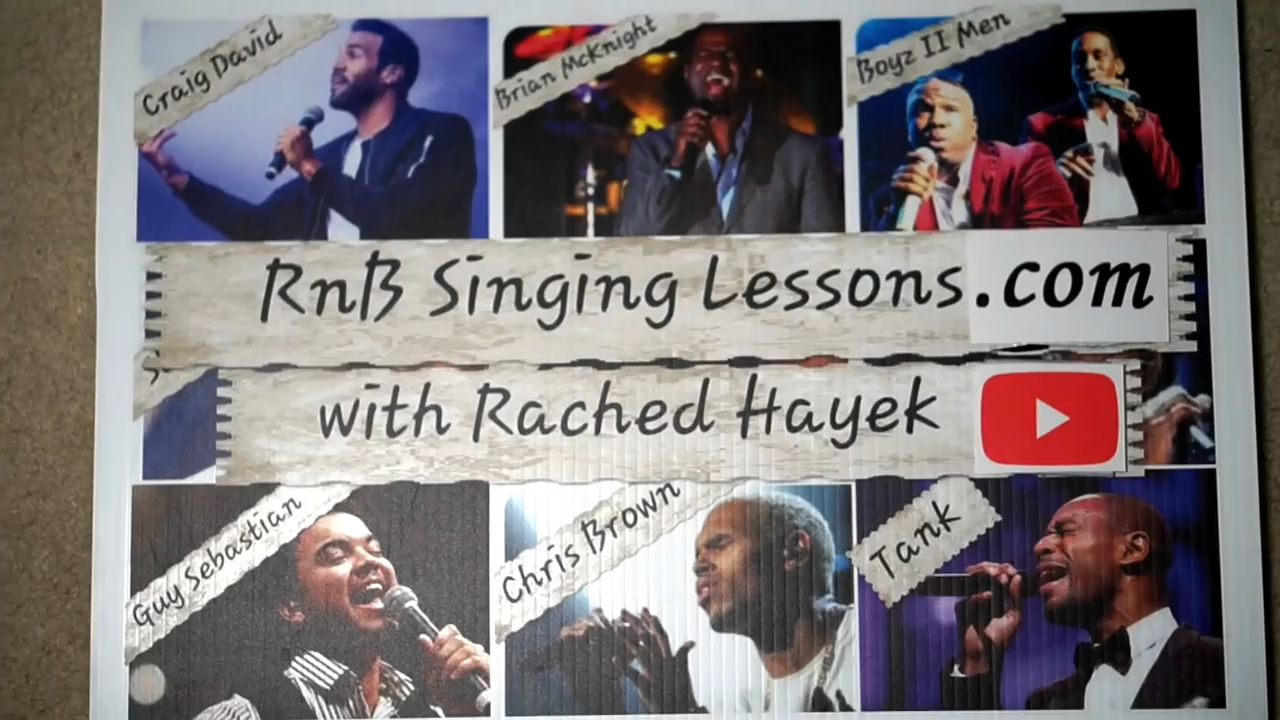 Craig David
Brian McKnight
Boyz II Men
RnB Singing Lessons.com
with Rached Hayek
Guy Sebastian
Chris Brown
Tank